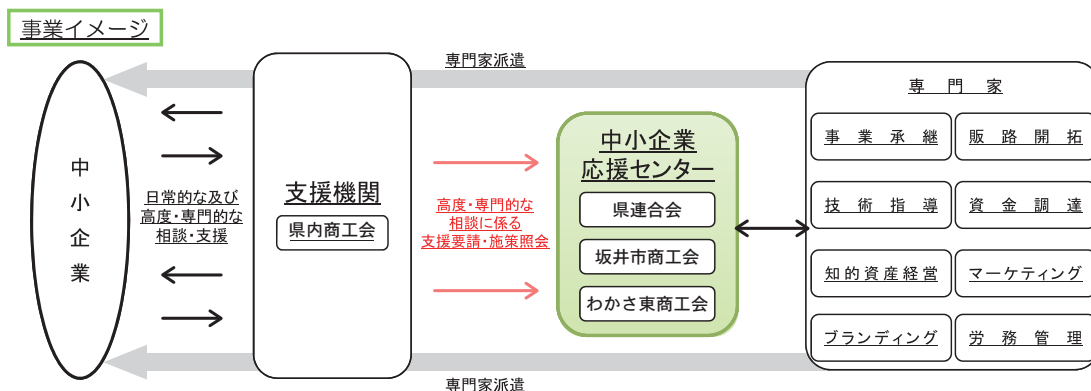 事業イメージ
専門家派遣
中小企業
日常的な及び
高度・専門的な
相談・支援
支援機関
県内商工会
高度・専門的な
相談に係る
支援要請・施策照会
中小企業
応援センター
県連合会
坂井市商工会
わかさ東商工会
専門家
事業承継
販路開拓
技術指導
資金調達
知的資産経営
マーケティング
ブランディング
労務管理
専門家派遣